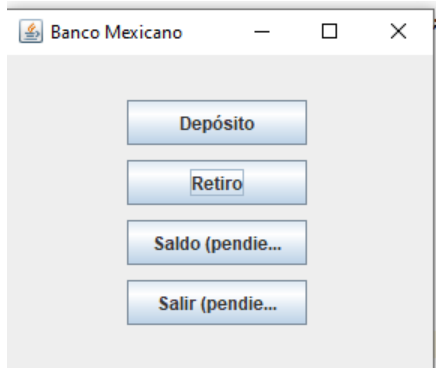 Banco Mexicano
Depósito
Retiro
Saldo (pendie...
Salir (pendie...